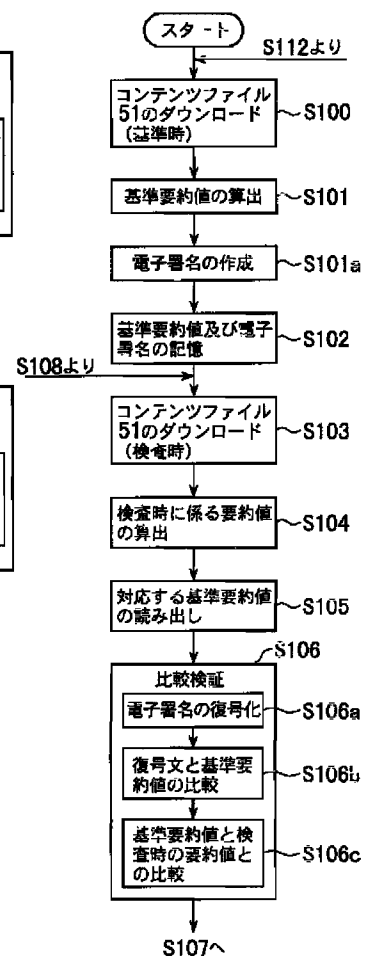 スタート
S112より
コンテンツファイル
51のダウンロード
(基準時)
S100
基準要約値の算出
S101
電子署名の作成
S101a
基準要約値及び電子
署名の記憶
S102
S108より
コンテンツファイル
51のダウンロード
(検査時)
S103
検査時に係る要約値
の算出
S104
対応する基準要約値
の読み出し
S105
S106
比較検証
電子署名の復号化
S106a
復号文と基準要
約値の比較
S106b
基準要約値と検
査時の要約値と
の比較
S106c
S107へ